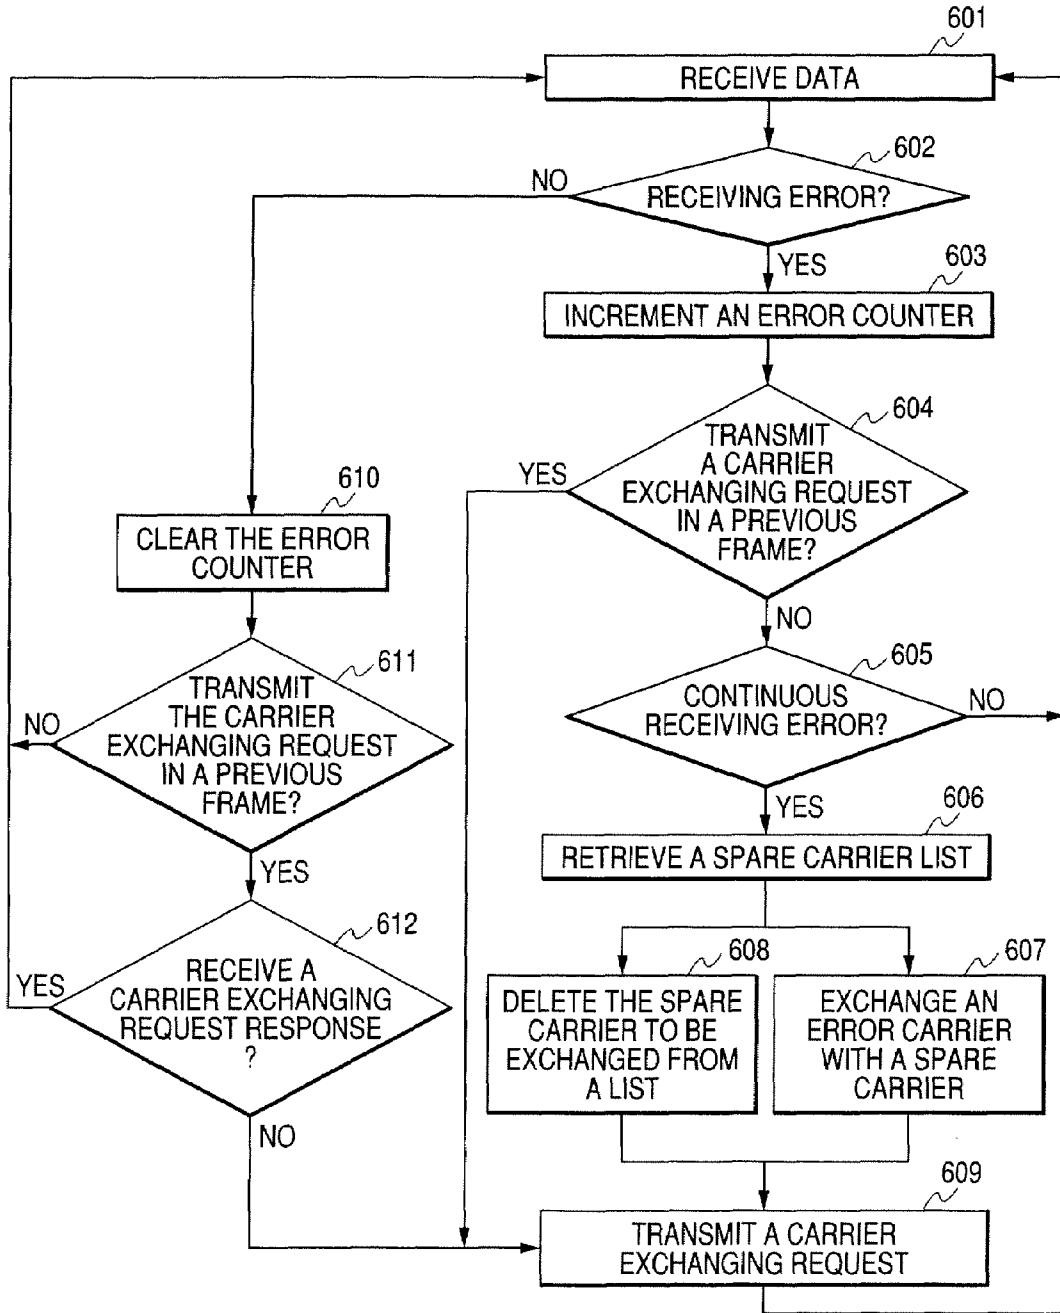 601
RECEIVE DATA
602
RECEIVING ERROR?
NO
YES
603
INCREMENT AN ERROR COUNTER
604
TRANSMIT
A CARRIER
EXCHANGING REQUEST
IN A PREVIOUS
FRAME?
YES
NO
610
CLEAR THE ERROR
COUNTER
605
CONTINUOUS
RECEIVING ERROR?
NO
YES
611
TRANSMIT
THE CARRIER
EXCHANGING REQUEST
IN A PREVIOUS
FRAME?
NO
YES
606
RETRIEVE A SPARE CARRIER LIST
612
RECEIVE A
CARRIER EXCHANGING
REQUEST RESPONSE
?
YES
NO
608
DELETE THE SPARE
CARRIER TO BE
EXCHANGED FROM
A LIST
607
EXCHANGE AN
ERROR CARRIER
WITH A SPARE
CARRIER
609
TRANSMIT A CARRIER
EXCHANGING REQUEST